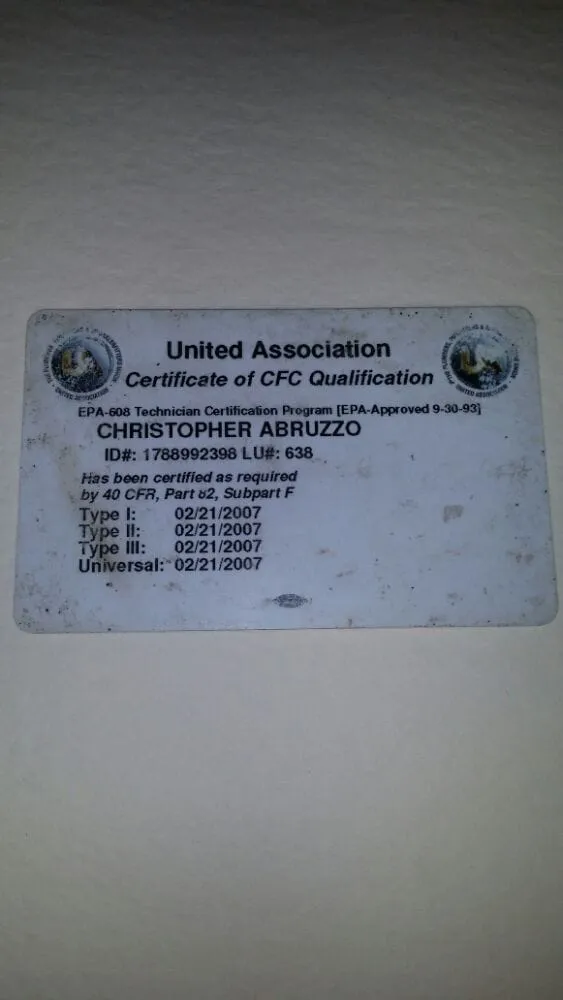 United Association
Certificate of CFC Qualification
EPA-608 Technician Certification Program [EPA-Approved 9-30-93]
CHRISTOPHER ABRUZZO
ID#: 1788992398 LU#: 638
Has been certified as required
by 40 CFR, Part 82, Subpart F
Type I: 02/21/2007
Type II: 02/21/2007
Type III: 02/21/2007
Universal: 02/21/2007